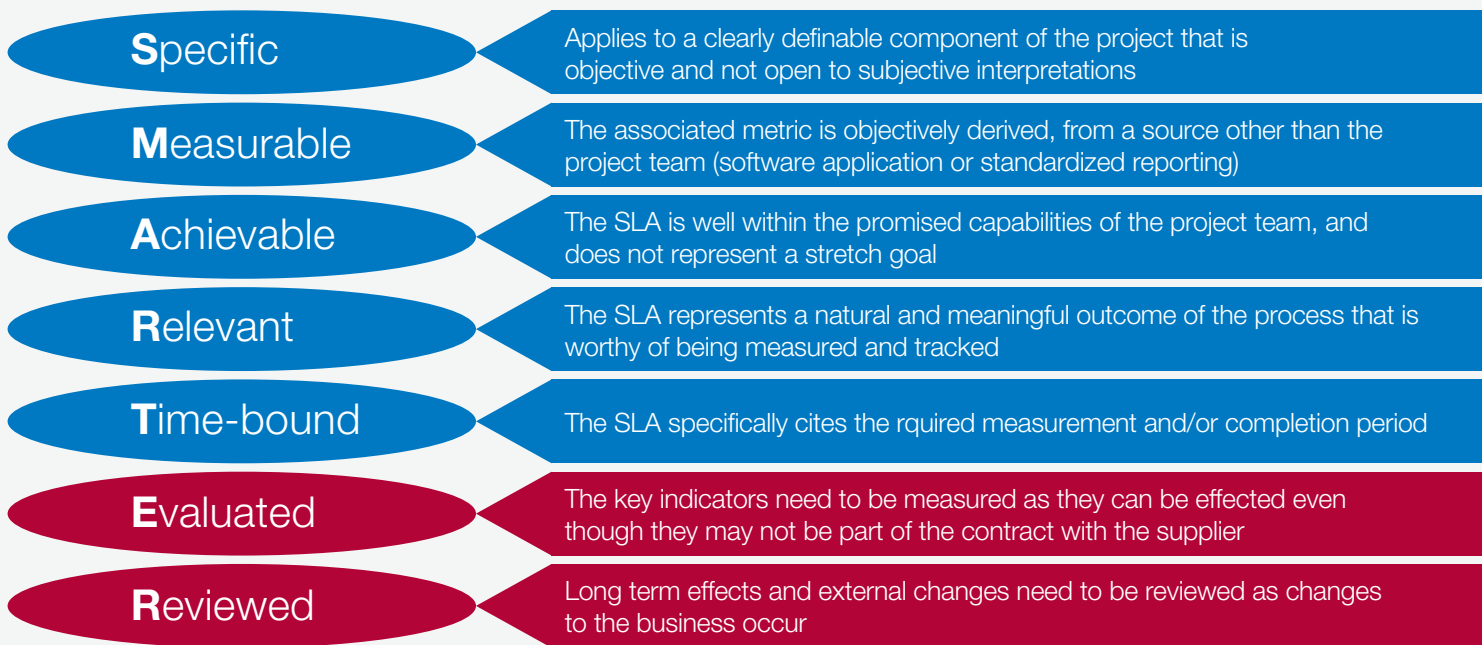 Specific
Applies to a clearly definable component of the project that is
objective and not open to subjective interpretations
Measurable
The associated metric is objectively derived, from a source other than the
project team (software application or standardized reporting)
Achievable
The SLA is well within the promised capabilities of the project team, and
does not represent a stretch goal
Relevant
The SLA represents a natural and meaningful outcome of the process that is
worthy of being measured and tracked
Time-bound
The SLA specifically cites the rquired measurement and/or completion period
Evaluated
The key indicators need to be measured as they can be effected even
though they may not be part of the contract with the supplier
Reviewed
Long term effects and external changes need to be reviewed as changes
to the business occur